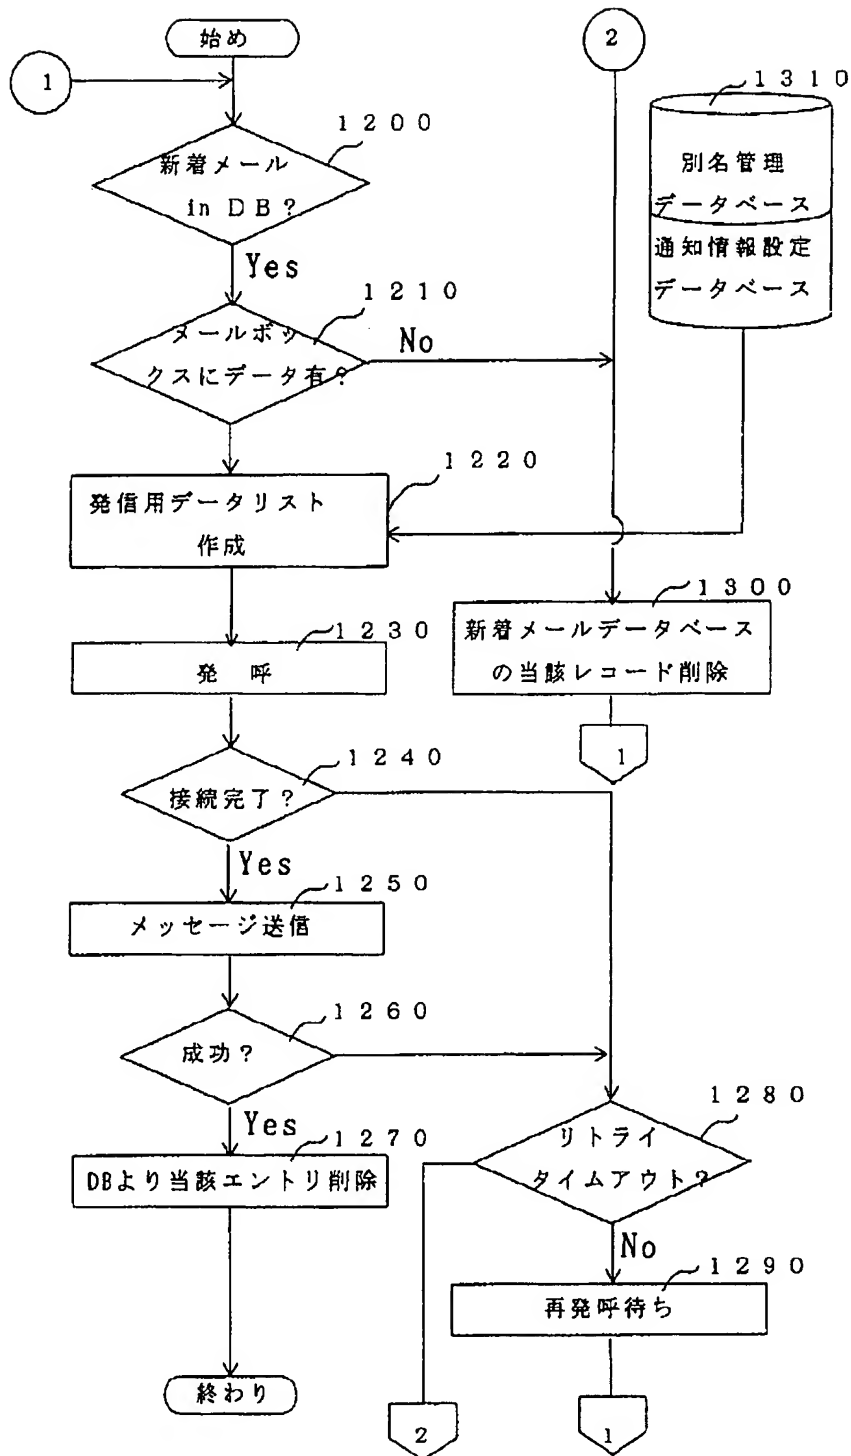 始め
2
1
1310
1200
新着メール
in DB?
別名管理
データベース
通知情報設定
データベース
Yes
1210
メールボッ
クスにデータ有?
No
1220
発信用データリスト
作成
1300
新着メールデータベース
の当該レコード削除
1230
発 呼
1
1240
接続完了?
Yes
1250
メッセージ送信
1260
成功?
Yes
1280
リトライ
タイムアウト?
1270
DBより当該エントリ削除
No
1290
再発呼待ち
終わり
2
1